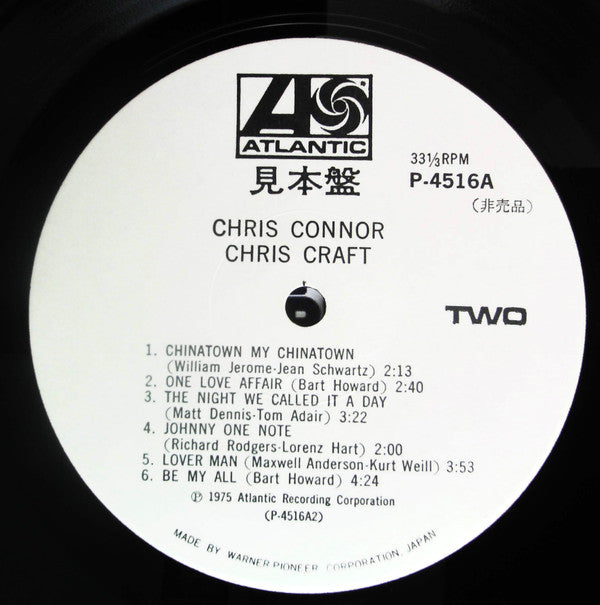 ATLANTIC
見本盤
33⅓RPM
P-4516A
(非売品)
CHRIS CONNOR
CHRIS CRAFT
TWO
1. CHINATOWN MY CHINATOWN
(William Jerome-Jean Schwartz) 2:13
2. ONE LOVE AFFAIR (Bart Howard) 2:40
3. THE NIGHT WE CALLED IT A DAY
(Matt Dennis-Tom Adair) 3:22
4. JOHNNY ONE NOTE
(Richard Rodgers-Lorenz Hart) 2:00
5. LOVER MAN (Maxwell Anderson-Kurt Weill) 3:53
6. BE MY ALL (Bart Howard) 4:24
℗ 1975 Atlantic Recording Corporation
(P-4516A2)
MADE BY WARNER-PIONEER CORPORATION, JAPAN